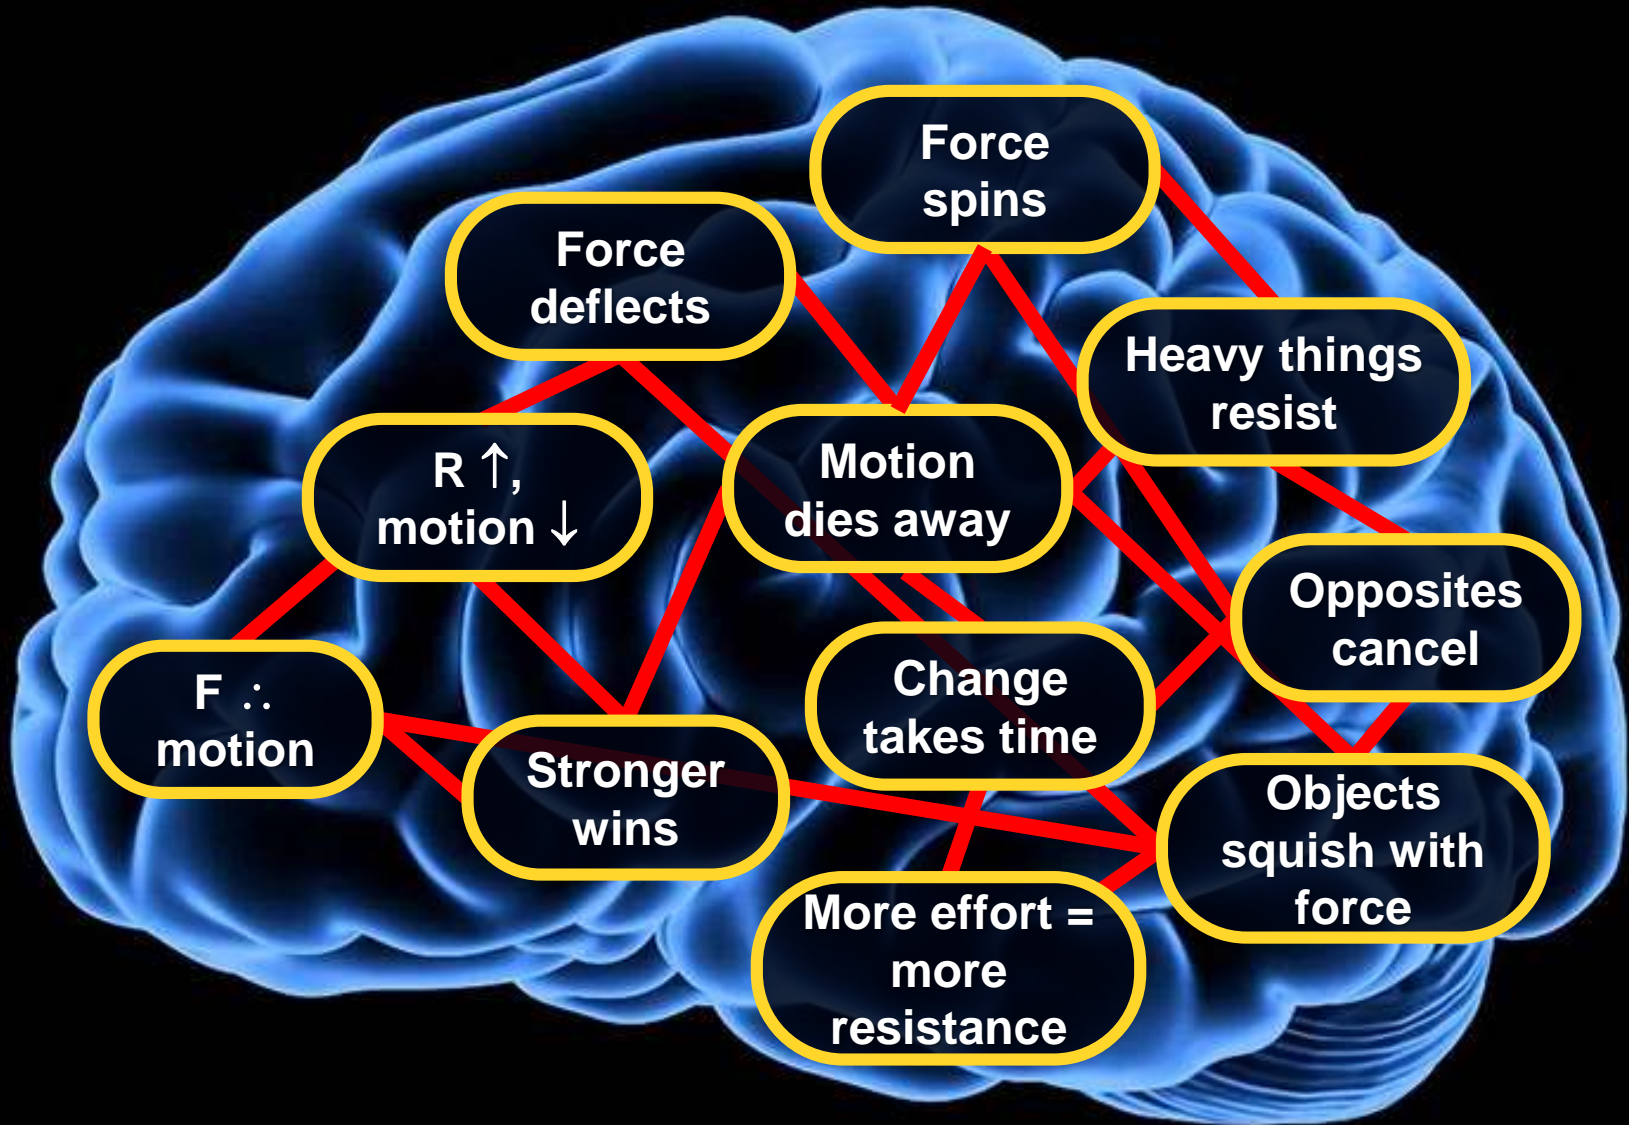 Force
spins
Force
deflects
Heavy things
resist
R ↑,
motion ↓
Motion
dies away
Opposites
cancel
F ∴
motion
Change
takes time
Stronger
wins
Objects
squish with
force
More effort =
more
resistance